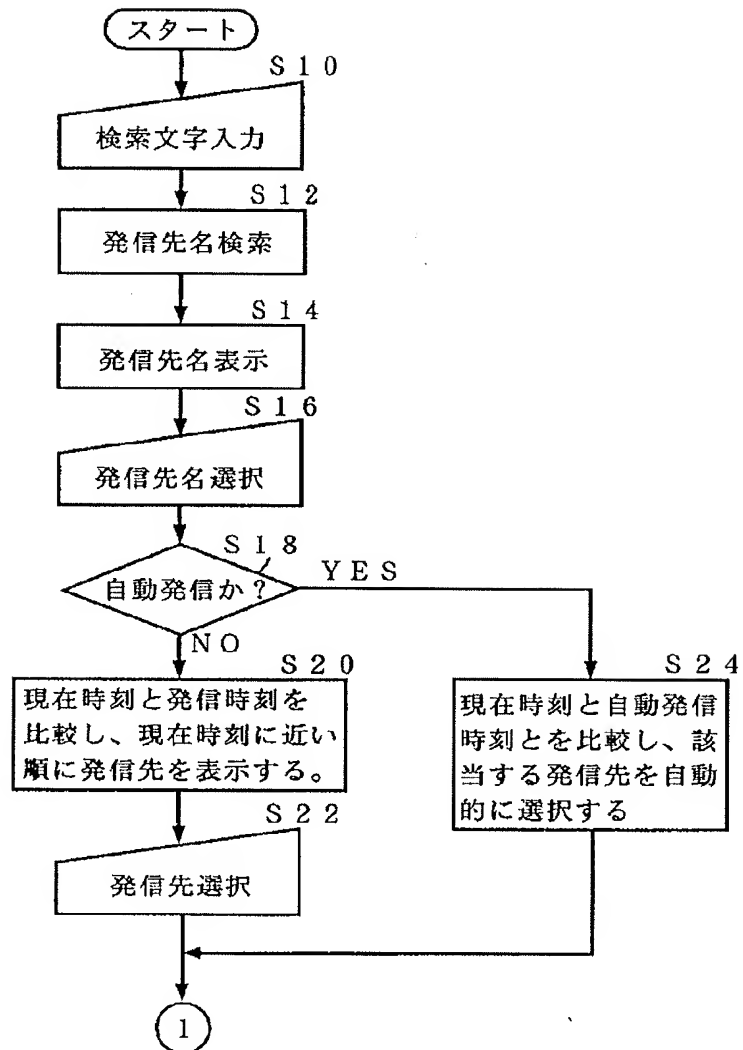 スタート
S10
検索文字入力
S12
発信先名検索
S14
発信先名表示
S16
発信先名選択
S18
自動発信か？
YES
NO
S20
現在時刻と発信時刻を
比較し、現在時刻に近い
順に発信先を表示する。
S24
現在時刻と自動発信
時刻とを比較し、該
当する発信先を自動
的に選択する
S22
発信先選択
1